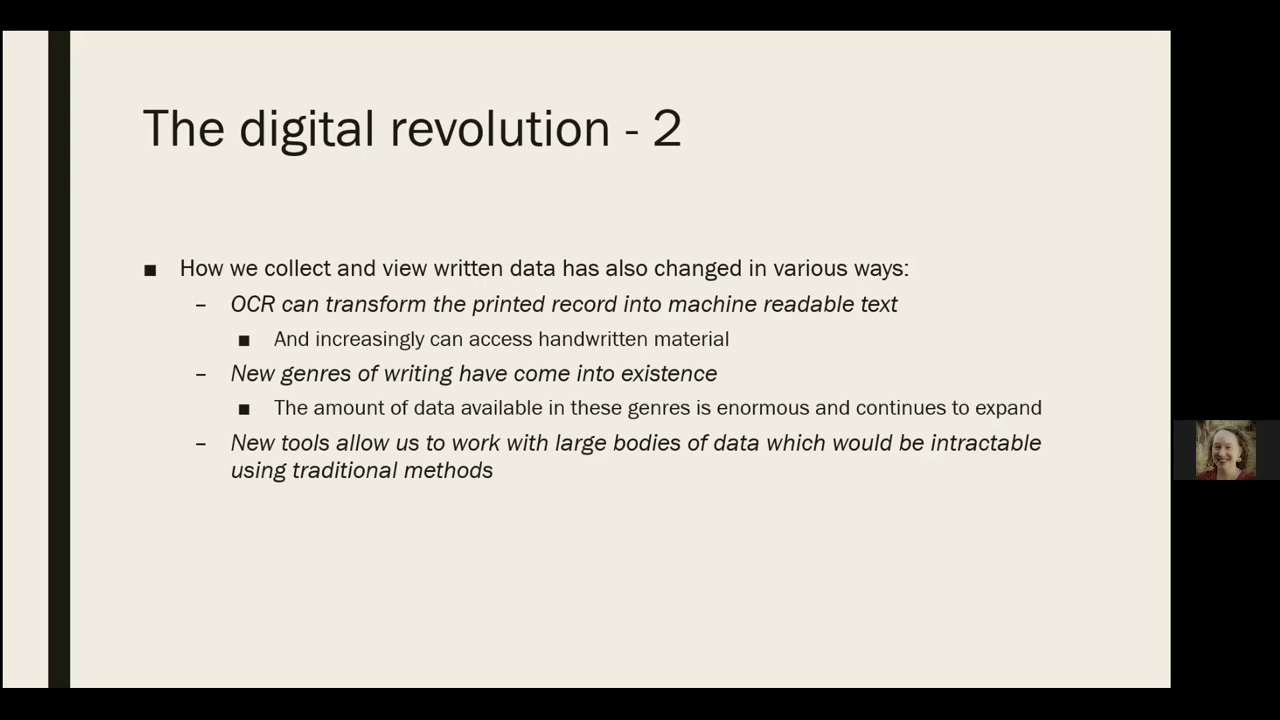 The digital revolution - 2
■ How we collect and view written data has also changed in various ways:
– OCR can transform the printed record into machine readable text
■ And increasingly can access handwritten material
– New genres of writing have come into existence
■ The amount of data available in these genres is enormous and continues to expand
– New tools allow us to work with large bodies of data which would be intractable
using traditional methods